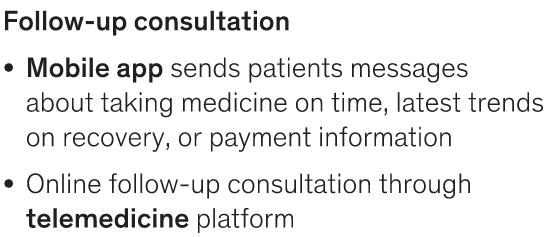 Follow-up consultation
• Mobile app sends patients messages
about taking medicine on time, latest trends
on recovery, or payment information
• Online follow-up consultation through
telemedicine platform